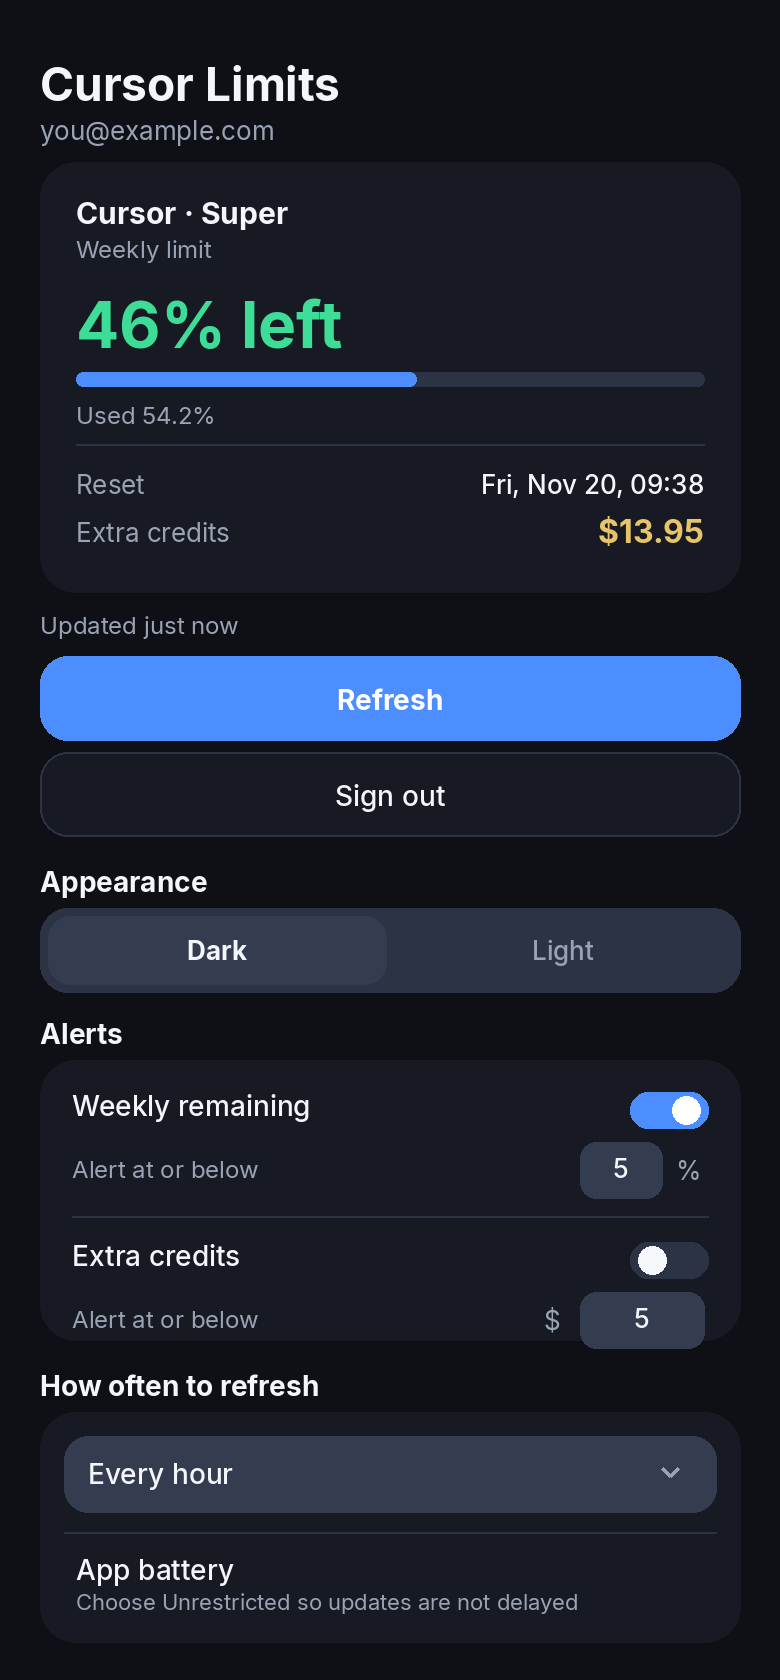 Cursor Limits
you@example.com
Cursor · Super
Weekly limit
46% left
Used 54.2%
Reset Fri, Nov 20, 09:38
Extra credits $13.95
Updated just now
Refresh
Sign out
Appearance
Dark Light
Alerts
Weekly remaining
Alert at or below 5 %
Extra credits
Alert at or below $ 5
How often to refresh
Every hour
App battery
Choose Unrestricted so updates are not delayed